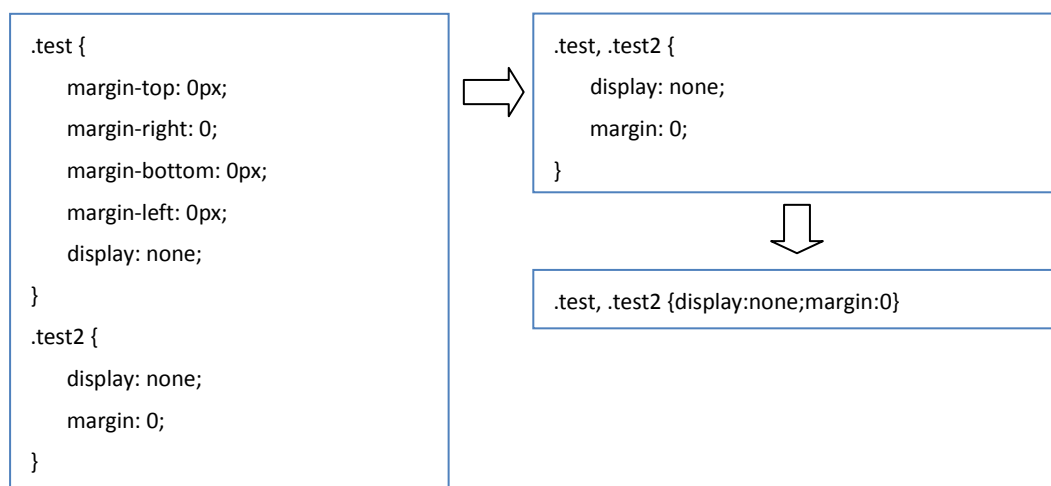 .test {
margin-top: 0px;
margin-right: 0;
margin-bottom: 0px;
margin-left: 0px;
display: none;
}
.test2 {
display: none;
margin: 0;
}
.test, .test2 {
display: none;
margin: 0;
}
.test, .test2 {display:none;margin:0}